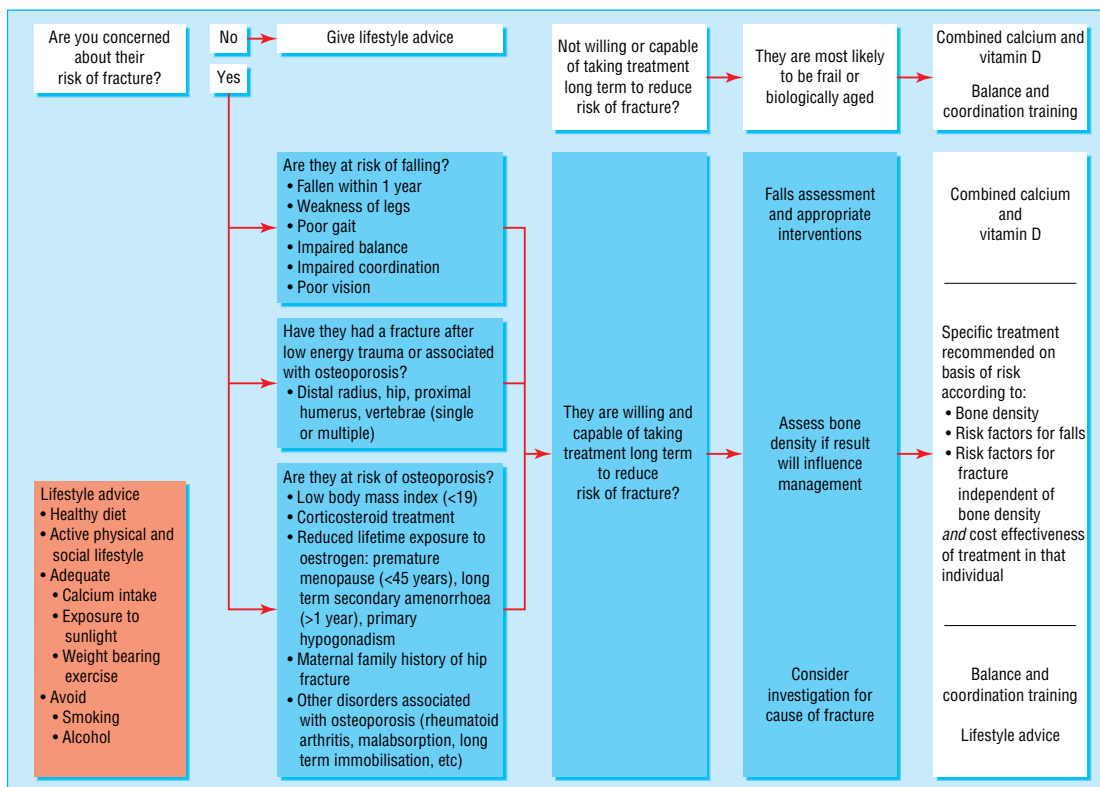 Are you concerned
about their
risk of fracture?
No
Give lifestyle advice
Yes
Not willing or capable
of taking treatment
long term to reduce
risk of fracture?
They are most likely
to be frail or
biologically aged
Combined calcium and
vitamin D
Balance and
coordination training
Are they at risk of falling?
• Fallen within 1 year
• Weakness of legs
• Poor gait
• Impaired balance
• Impaired coordination
• Poor vision
Have they had a fracture after
low energy trauma or associated
with osteoporosis?
• Distal radius, hip, proximal
humerus, vertebrae (single
or multiple)
Are they at risk of osteoporosis?
• Low body mass index (<19)
• Corticosteroid treatment
• Reduced lifetime exposure to
oestrogen: premature
menopause (<45 years), long
term secondary amenorrhoea
(>1 year), primary
hypogonadism
• Maternal family history of hip
fracture
• Other disorders associated
with osteoporosis (rheumatoid
arthritis, malabsorption, long
term immobilisation, etc)
They are willing and
capable of taking
treatment long term
to reduce
risk of fracture?
Falls assessment
and appropriate
interventions
Assess bone
density if result
will influence
management
Consider
investigation for
cause of fracture
Combined calcium
and
vitamin D
Specific treatment
recommended on
basis of risk
according to:
• Bone density
• Risk factors for falls
• Risk factors for
fracture
independent of
bone density
and cost effectiveness
of treatment in that
individual
Balance and
coordination training
Lifestyle advice
Lifestyle advice
• Healthy diet
• Active physical and
social lifestyle
• Adequate
• Calcium intake
• Exposure to
sunlight
• Weight bearing
exercise
• Avoid
• Smoking
• Alcohol